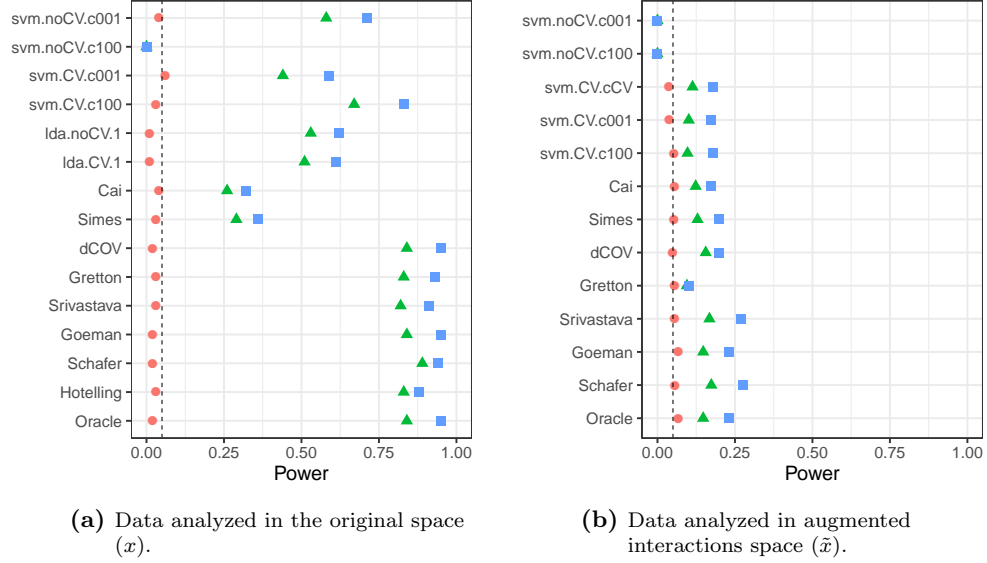 svm.noCV.c001
svm.noCV.c100
svm.CV.c001
svm.CV.c100
lda.noCV.1
lda.CV.1
Cai
Simes
dCOV
Gretton
Srivastava
Goeman
Schafer
Hotelling
Oracle
0.00 0.25 0.50 0.75 1.00
Power
(a) Data analyzed in the original space
(x).
svm.noCV.c001
svm.noCV.c100
svm.CV.cCV
svm.CV.c001
svm.CV.c100
Cai
Simes
dCOV
Gretton
Srivastava
Goeman
Schafer
Oracle
0.00 0.25 0.50 0.75 1.00
Power
(b) Data analyzed in augmented
interactions space (x̃).